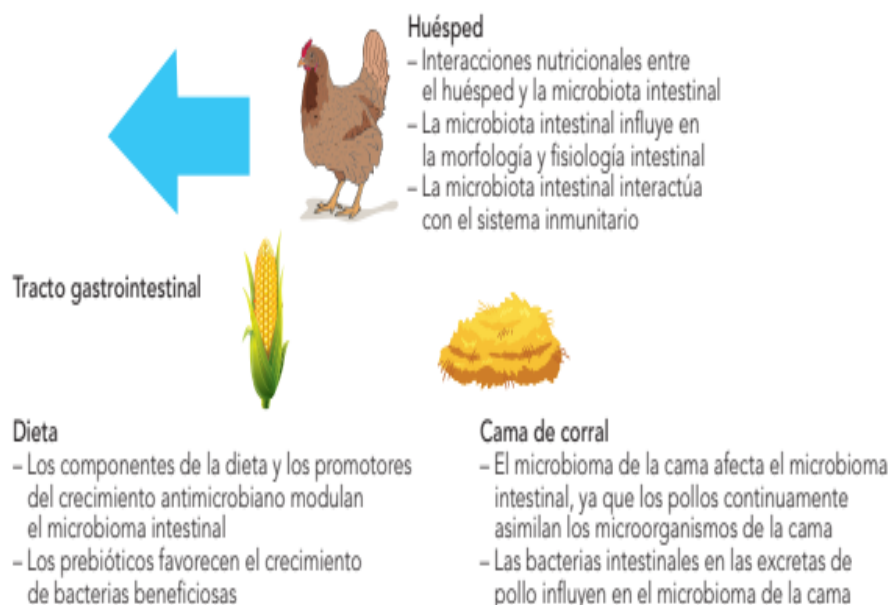 Huésped
– Interacciones nutricionales entre
el huésped y la microbiota intestinal
– La microbiota intestinal influye en
la morfología y fisiología intestinal
– La microbiota intestinal interactúa
con el sistema inmunitario
Tracto gastrointestinal
Dieta
– Los componentes de la dieta y los promotores
del crecimiento antimicrobiano modulan
el microbioma intestinal
– Los prebióticos favorecen el crecimiento
de bacterias beneficiosas
Cama de corral
– El microbioma de la cama afecta el microbioma
intestinal, ya que los pollos continuamente
asimilan los microorganismos de la cama
– Las bacterias intestinales en las excretas de
pollo influyen en el microbioma de la cama